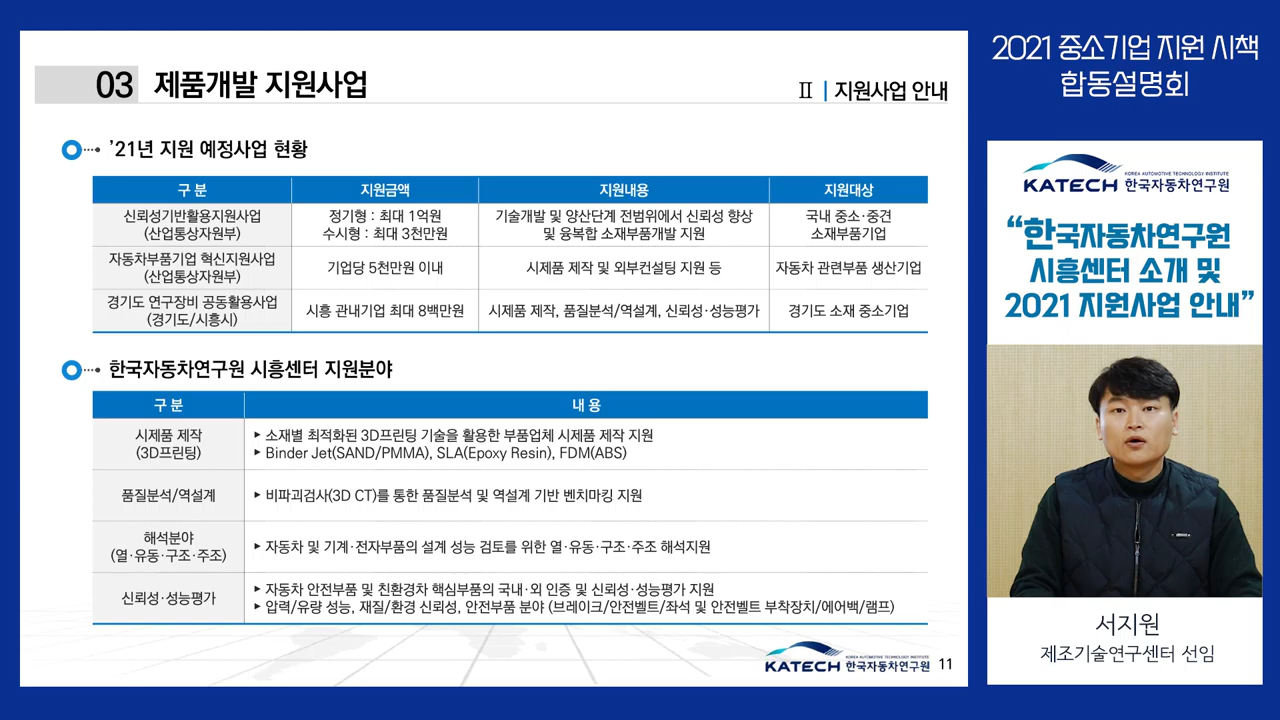 03 제품개발 지원사업
Ⅱ | 지원사업 안내
’21년 지원 예정사업 현황
구 분 지원금액 지원내용 지원대상
신뢰성기반활용지원사업
(산업통상자원부)
정기형 : 최대 1억원
수시형 : 최대 3천만원
기술개발 및 양산단계 전범위에서 신뢰성 향상
및 융복합 소재부품개발 지원
국내 중소·중견
소재부품기업
자동차부품기업 혁신지원사업
(산업통상자원부)
기업당 5천만원 이내
시제품 제작 및 외부컨설팅 지원 등
자동차 관련부품 생산기업
경기도 연구장비 공동활용사업
(경기도/시흥시)
시흥 관내기업 최대 8백만원
시제품 제작, 품질분석/역설계, 신뢰성·성능평가
경기도 소재 중소기업
한국자동차연구원 시흥센터 지원분야
구 분 내 용
시제품 제작
(3D프린팅)
▸ 소재별 최적화된 3D프린팅 기술을 활용한 부품업체 시제품 제작 지원
▸ Binder Jet(SAND/PMMA), SLA(Epoxy Resin), FDM(ABS)
품질분석/역설계
▸ 비파괴검사(3D CT)를 통한 품질분석 및 역설계 기반 벤치마킹 지원
해석분야
(열·유동·구조·주조)
▸ 자동차 및 기계·전자부품의 설계 성능 검토를 위한 열·유동·구조·주조 해석지원
신뢰성·성능평가
▸ 자동차 안전부품 및 친환경차 핵심부품의 국내·외 인증 및 신뢰성·성능평가 지원
▸ 압력/유량 성능, 재질/환경 신뢰성, 안전부품 분야 (브레이크/안전벨트/좌석 및 안전벨트 부착장치/에어백/램프)
KATECH
KOREA AUTOMOTIVE TECHNOLOGY INSTITUTE
한국자동차연구원
11
2021 중소기업 지원 시책
합동설명회
KATECH
KOREA AUTOMOTIVE TECHNOLOGY INSTITUTE
한국자동차연구원
“한국자동차연구원
시흥센터 소개 및
2021 지원사업 안내”
서지원
제조기술연구센터 선임